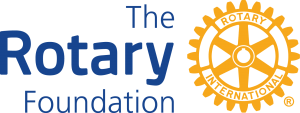 The
Rotary
Foundation
ROTARY
INTERNATIONAL
®